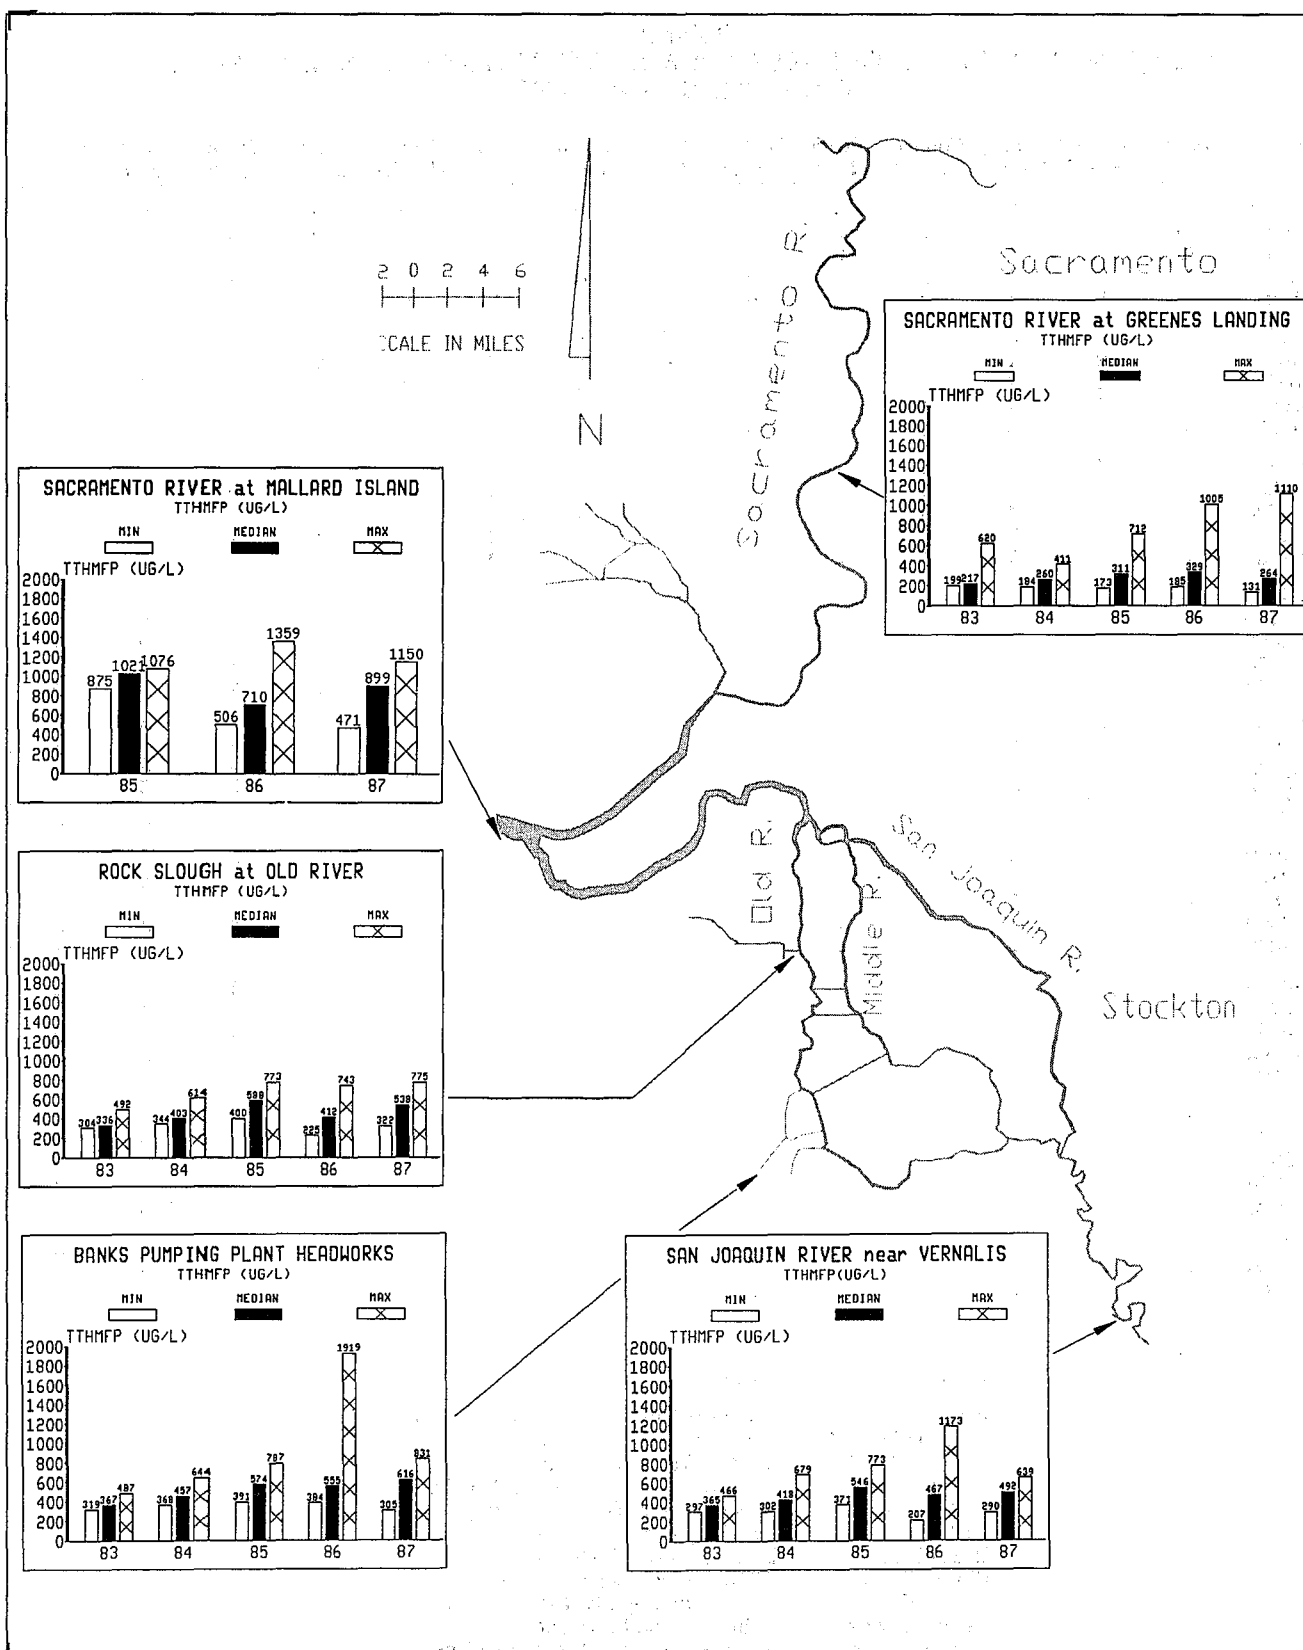 Sacramento R.
Sacramento
2 0 2 4 6
CALE IN MILES
N
SACRAMENTO RIVER at GREENES LANDING
TTHMFP (UG/L)
MIN MEDIAN MAX
TTHMFP (UG/L)
2000
1800
1600
1400
1200
1000
800
600
400
200
0
199 217 620
184 260 411
173 311 712
185 329 1005
131 264 1110
83 84 85 86 87
SACRAMENTO RIVER at MALLARD ISLAND
TTHMFP (UG/L)
MIN MEDIAN MAX
TTHMFP (UG/L)
2000
1800
1600
1400
1200
1000
800
600
400
200
0
875 1021 1076
506 710 1359
471 899 1150
85 86 87
Old R.
Middle R.
San Joaquin R.
Stockton
ROCK SLOUGH at OLD RIVER
TTHMFP (UG/L)
MIN MEDIAN MAX
TTHMFP (UG/L)
2000
1800
1600
1400
1200
1000
800
600
400
200
0
304 336 492
344 403 614
400 588 773
225 412 743
322 538 775
83 84 85 86 87
BANKS PUMPING PLANT HEADWORKS
TTHMFP (UG/L)
MIN MEDIAN MAX
TTHMFP (UG/L)
2000
1800
1600
1400
1200
1000
800
600
400
200
0
319 367 487
368 457 644
391 574 787
384 555 1919
305 616 831
83 84 85 86 87
SAN JOAQUIN RIVER near VERNALIS
TTHMFP(UG/L)
MIN MEDIAN MAX
TTHMFP (UG/L)
2000
1800
1600
1400
1200
1000
800
600
400
200
0
297 365 466
302 418 679
371 546 773
207 467 1173
290 492 639
83 84 85 86 87